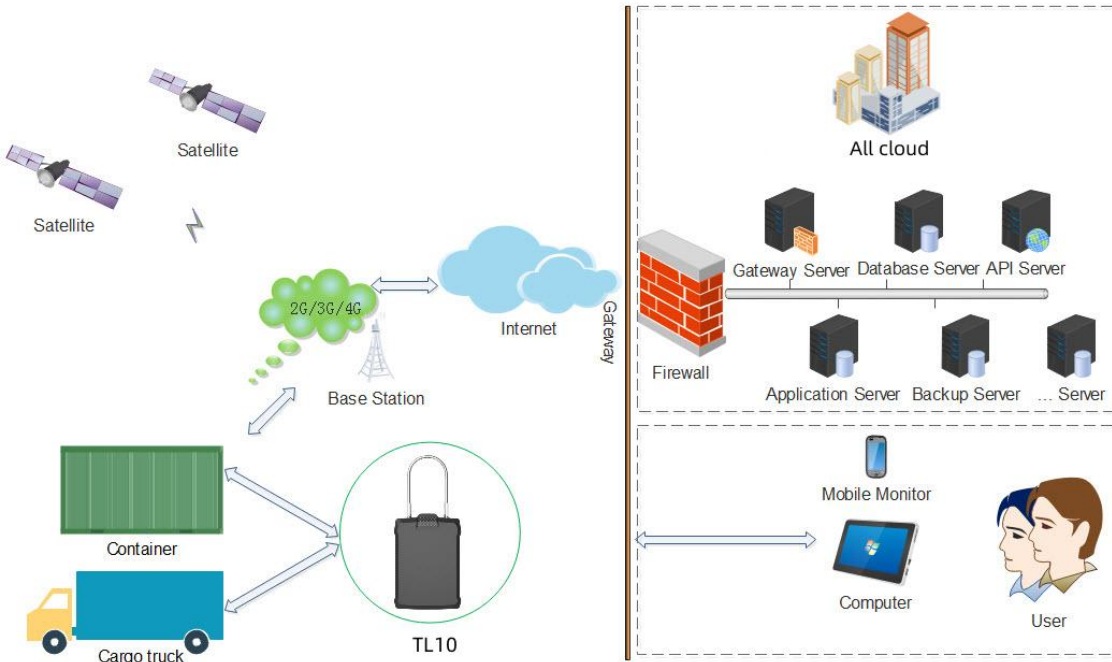 Satellite
Satellite
2G/3G/4G
Base Station
Internet
Gateway
Container
Cargo truck
TL10
All cloud
Gateway Server
Database Server
API Server
Firewall
Application Server
Backup Server
... Server
Mobile Monitor
Computer
User